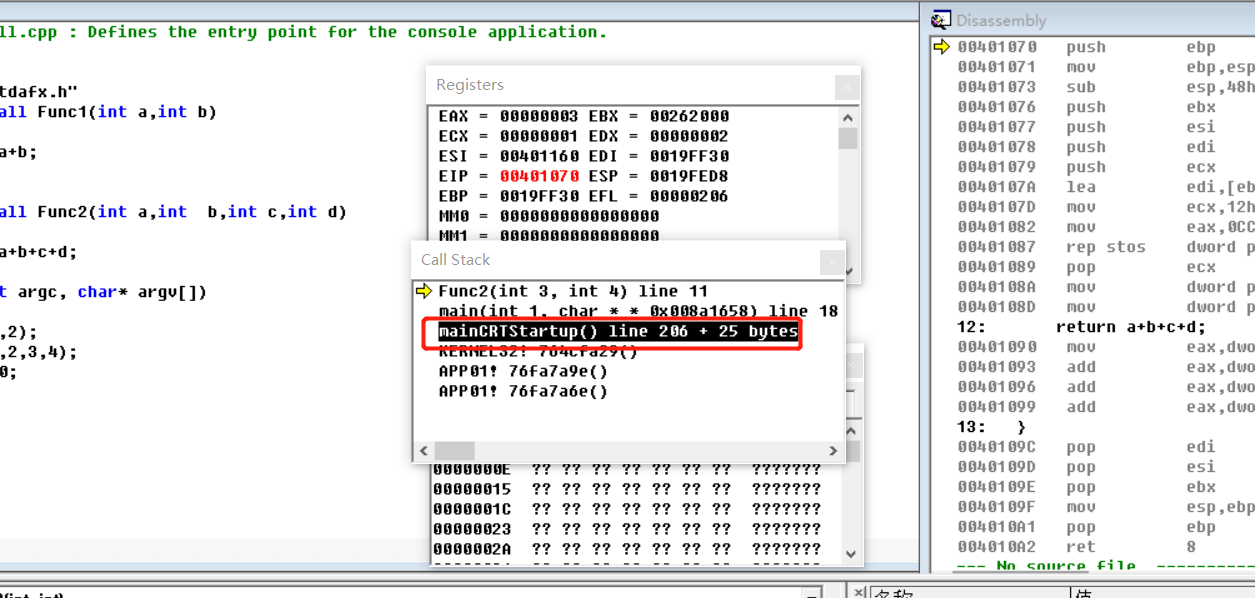 ll.cpp : Defines the entry point for the console application.
tdafx.h"
all Func1(int a,int b)
a+b;
all Func2(int a,int  b,int c,int d)
a+b+c+d;
t argc, char* argv[])
,2);
,2,3,4);
0;
Registers
EAX = 00000003 EBX = 00262000
ECX = 00000001 EDX = 00000002
ESI = 00401160 EDI = 0019FF30
EIP = 00401070 ESP = 0019FED8
EBP = 0019FF30 EFL = 00000206
MM0 = 0000000000000000
MM1 = 0000000000000000
Call Stack
Func2(int 3, int 4) line 11
main(int 1, char * * 0x008a1658) line 18
mainCRTStartup() line 206 + 25 bytes
KERNEL32! 764cfa29()
APP01! 76fa7a9e()
APP01! 76fa7a6e()
0000000E ?? ?? ?? ?? ?? ?? ?? ???????
00000015 ?? ?? ?? ?? ?? ?? ?? ???????
0000001C ?? ?? ?? ?? ?? ?? ?? ???????
00000023 ?? ?? ?? ?? ?? ?? ?? ???????
0000002A ?? ?? ?? ?? ?? ?? ?? ???????
Disassembly
00401070 push ebp
00401071 mov ebp,esp
00401073 sub esp,48h
00401076 push ebx
00401077 push esi
00401078 push edi
00401079 push ecx
0040107A lea edi,[eb
0040107D mov ecx,12h
00401082 mov eax,0CC
00401087 rep stos dword p
00401089 pop ecx
0040108A mov dword p
0040108D mov dword p
12: return a+b+c+d;
00401090 mov eax,dwo
00401093 add eax,dwo
00401096 add eax,dwo
00401099 add eax,dwo
13: }
0040109C pop edi
0040109D pop esi
0040109E pop ebx
0040109F mov esp,ebp
004010A1 pop ebp
004010A2 ret 8
--- No source file -----------
名称 值